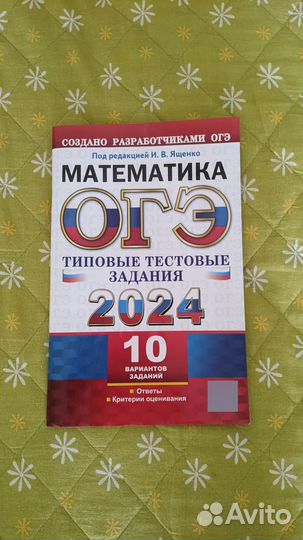 СОЗДАНО РАЗРАБОТЧИКАМИ ОГЭ
Под редакцией И. В. Ященко
МАТЕМАТИКА
ОГЭ
ТИПОВЫЕ ТЕСТОВЫЕ
ЗАДАНИЯ
2024
10
ВАРИАНТОВ
ЗАДАНИЙ
Ответы
Критерии оценивания
Avito